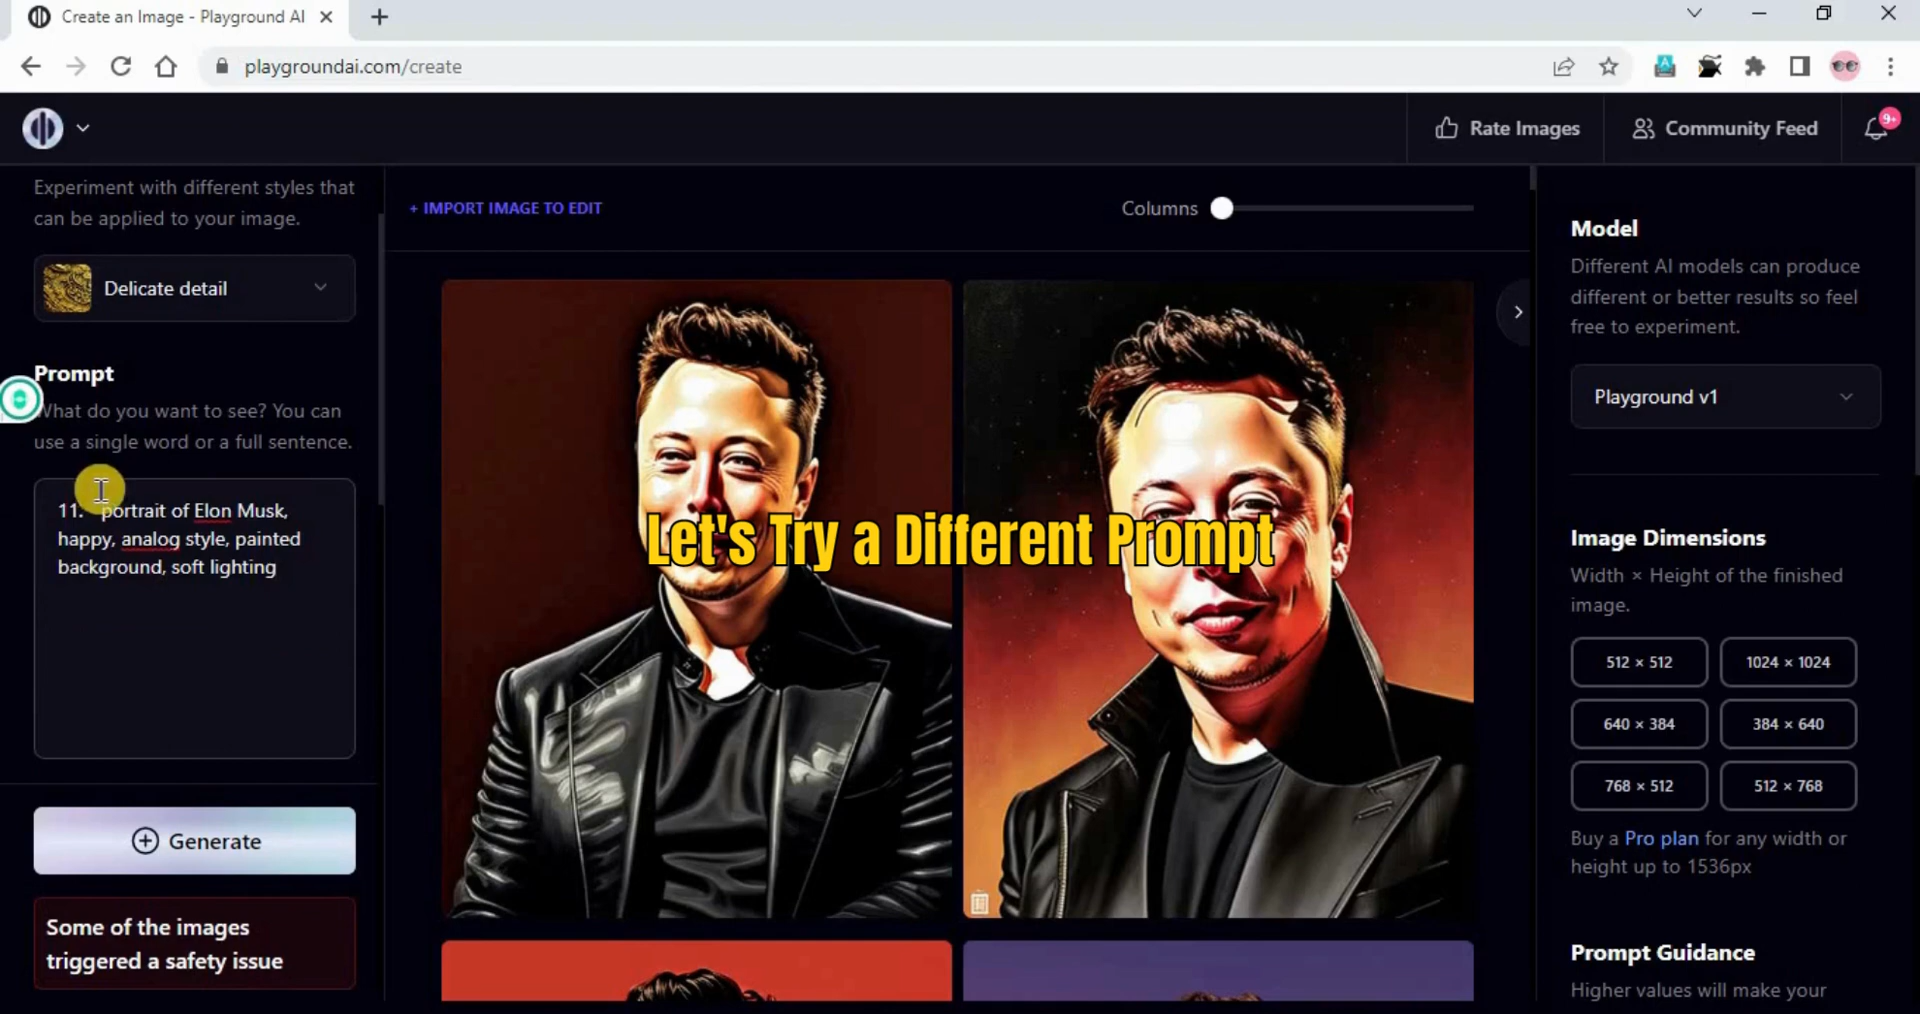 Create an Image - Playground AI
playgroundai.com/create
Rate Images
Community Feed
9+
Experiment with different styles that
can be applied to your image.
Delicate detail
Prompt
What do you want to see? You can
use a single word or a full sentence.
11. portrait of Elon Musk,
happy, analog style, painted
background, soft lighting
Generate
Some of the images
triggered a safety issue
+ IMPORT IMAGE TO EDIT
Columns
Let's Try a Different Prompt
Model
Different AI models can produce
different or better results so feel
free to experiment.
Playground v1
Image Dimensions
Width × Height of the finished
image.
512 × 512
1024 × 1024
640 × 384
384 × 640
768 × 512
512 × 768
Buy a Pro plan for any width or
height up to 1536px
Prompt Guidance
Higher values will make your